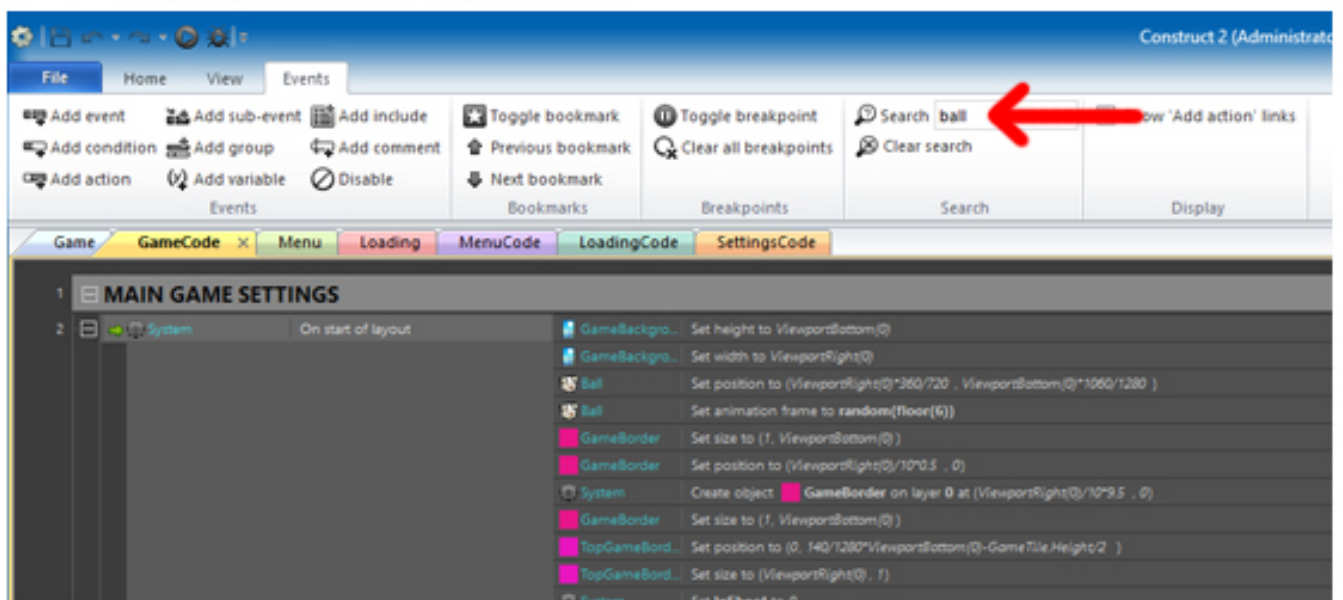 Construct 2 (Administrato
File Home View Events
Add event Add sub-event Add include Toggle bookmark Toggle breakpoint Search ball ow 'Add action' links
Add condition Add group Add comment Previous bookmark Clear all breakpoints Clear search
Add action Add variable Disable Next bookmark
Events Bookmarks Breakpoints Search Display
Game GameCode × Menu Loading MenuCode LoadingCode SettingsCode
1 MAIN GAME SETTINGS
2 System On start of layout GameBackgro... Set height to ViewportBottom(0)
GameBackgro... Set width to ViewportRight(0)
Ball Set position to (ViewportRight(0)*360/720 , ViewportBottom(0)*1060/1280 )
Ball Set animation frame to random(floor(6))
GameBorder Set size to (1, ViewportBottom(0) )
GameBorder Set position to (ViewportRight(0)/10*0.5 , 0)
System Create object GameBorder on layer 0 at (ViewportRight(0)/10*9.5 , 0)
GameBorder Set size to (1, ViewportBottom(0) )
TopGameBord... Set position to (0, 140/1280*ViewportBottom(0)-GameTile.Height/2 )
TopGameBord... Set size to (ViewportRight(0) , 1)